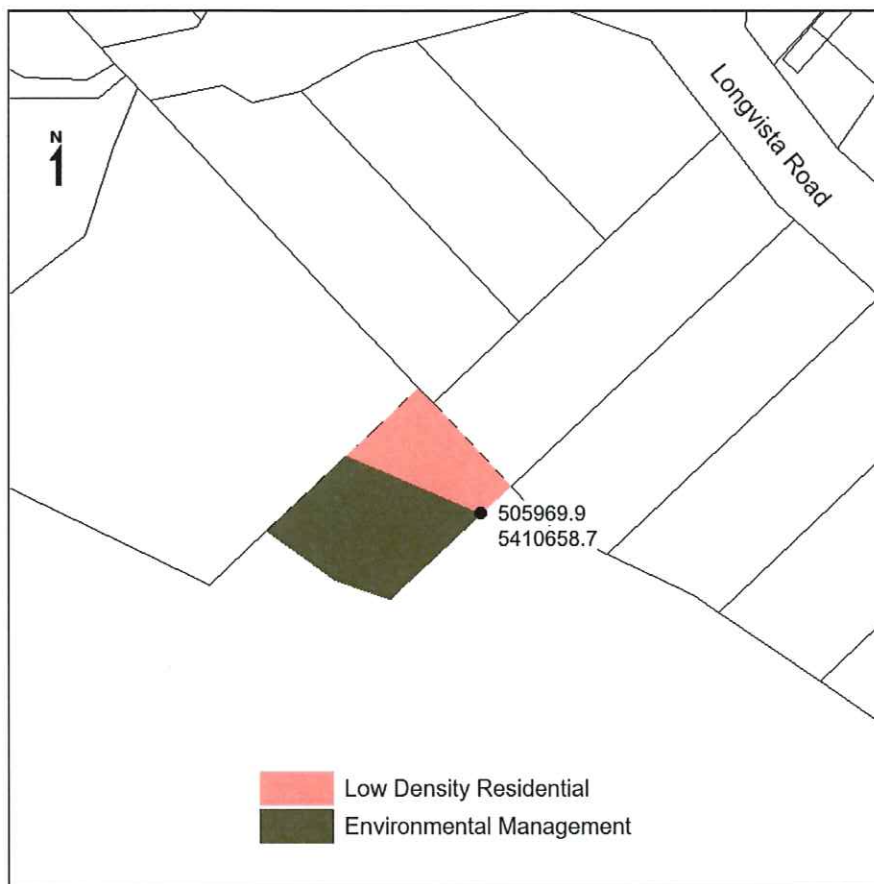 N
Longvista Road
505969.9
5410658.7
Low Density Residential
Environmental Management